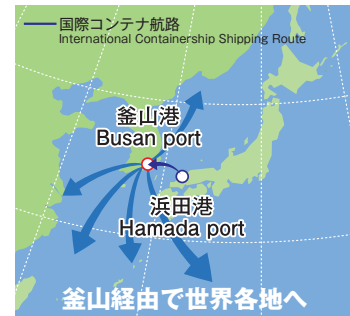 国際コンテナ航路
International Containership Shipping Route
釜山港
Busan port
浜田港
Hamada port
釜山経由で世界各地へ